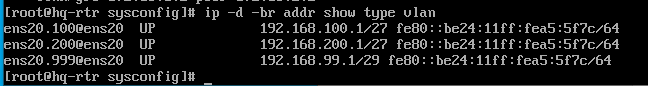 [root@hq-rtr sysconfig]# ip -d -br addr show type vlan
ens20.100@ens20  UP             192.168.100.1/27 fe80::be24:11ff:fea5:5f7c/64
ens20.200@ens20  UP             192.168.200.1/27 fe80::be24:11ff:fea5:5f7c/64
ens20.999@ens20  UP             192.168.99.1/29 fe80::be24:11ff:fea5:5f7c/64
[root@hq-rtr sysconfig]# _